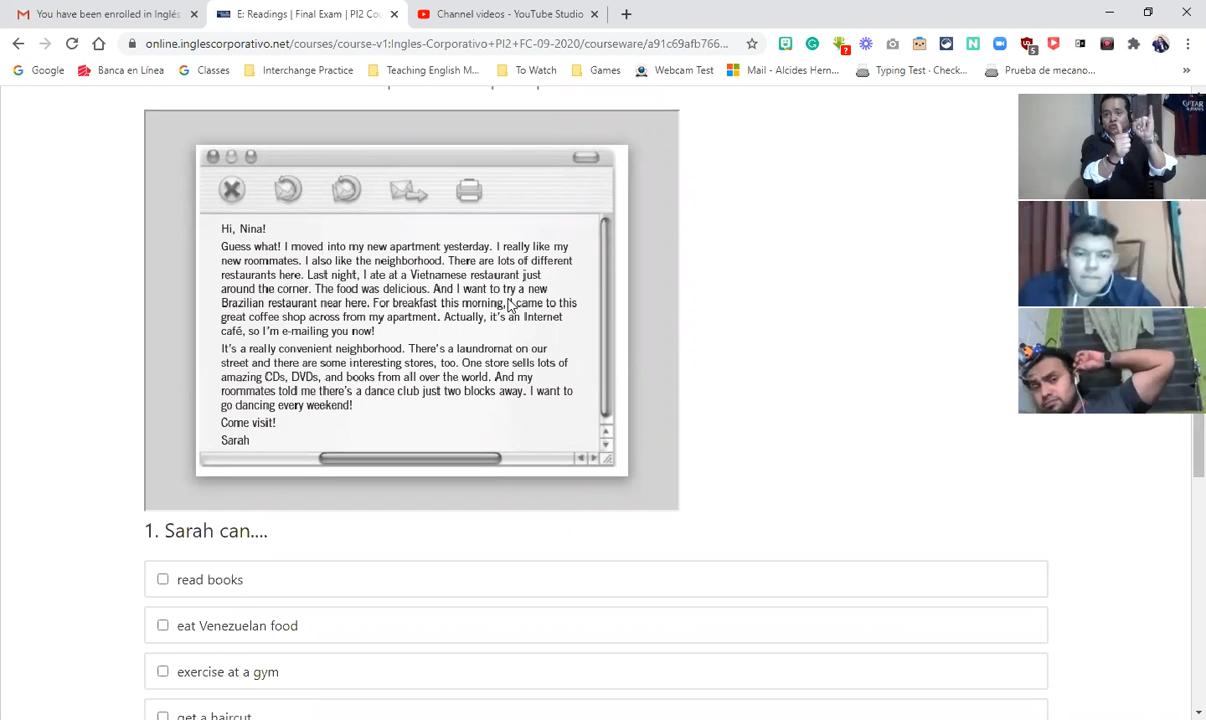 You have been enrolled in Inglés
E: Readings | Final Exam | PI2 Cou
Channel videos - YouTube Studio
online.inglescorporativo.net/courses/course-v1:Ingles-Corporativo+PI2+FC-09-2020/courseware/a91c69afb766...
Google
Banca en Línea
Classes
Interchange Practice
Teaching English M...
To Watch
Games
Webcam Test
Mail - Alcides Hern...
Typing Test · Check...
Prueba de mecano...
Hi, Nina!
Guess what! I moved into my new apartment yesterday. I really like my
new roommates. I also like the neighborhood. There are lots of different
restaurants here. Last night, I ate at a Vietnamese restaurant just
around the corner. The food was delicious. And I want to try a new
Brazilian restaurant near here. For breakfast this morning, I came to this
great coffee shop across from my apartment. Actually, it's an Internet
café, so I'm e-mailing you now!
It's a really convenient neighborhood. There's a laundromat on our
street and there are some interesting stores, too. One store sells lots of
amazing CDs, DVDs, and books from all over the world. And my
roommates told me there's a dance club just two blocks away. I want to
go dancing every weekend!
Come visit!
Sarah
1. Sarah can....
read books
eat Venezuelan food
exercise at a gym
get a haircut